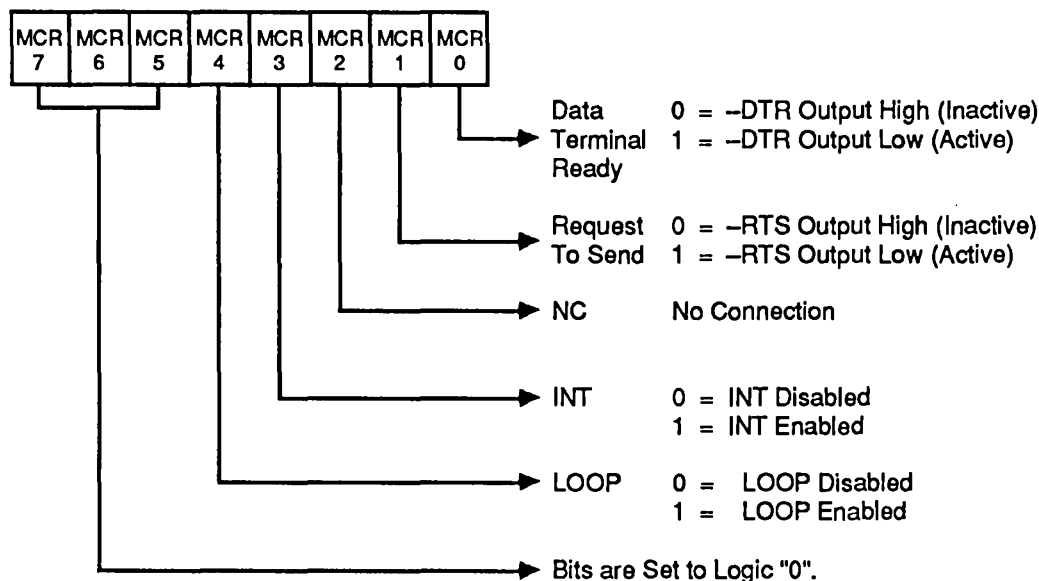 MCR MCR MCR MCR MCR MCR MCR MCR
7 6 5 4 3 2 1 0
Data 0 = –DTR Output High (Inactive)
Terminal 1 = –DTR Output Low (Active)
Ready
Request 0 = –RTS Output High (Inactive)
To Send 1 = –RTS Output Low (Active)
NC No Connection
INT 0 = INT Disabled
1 = INT Enabled
LOOP 0 = LOOP Disabled
1 = LOOP Enabled
Bits are Set to Logic "0".